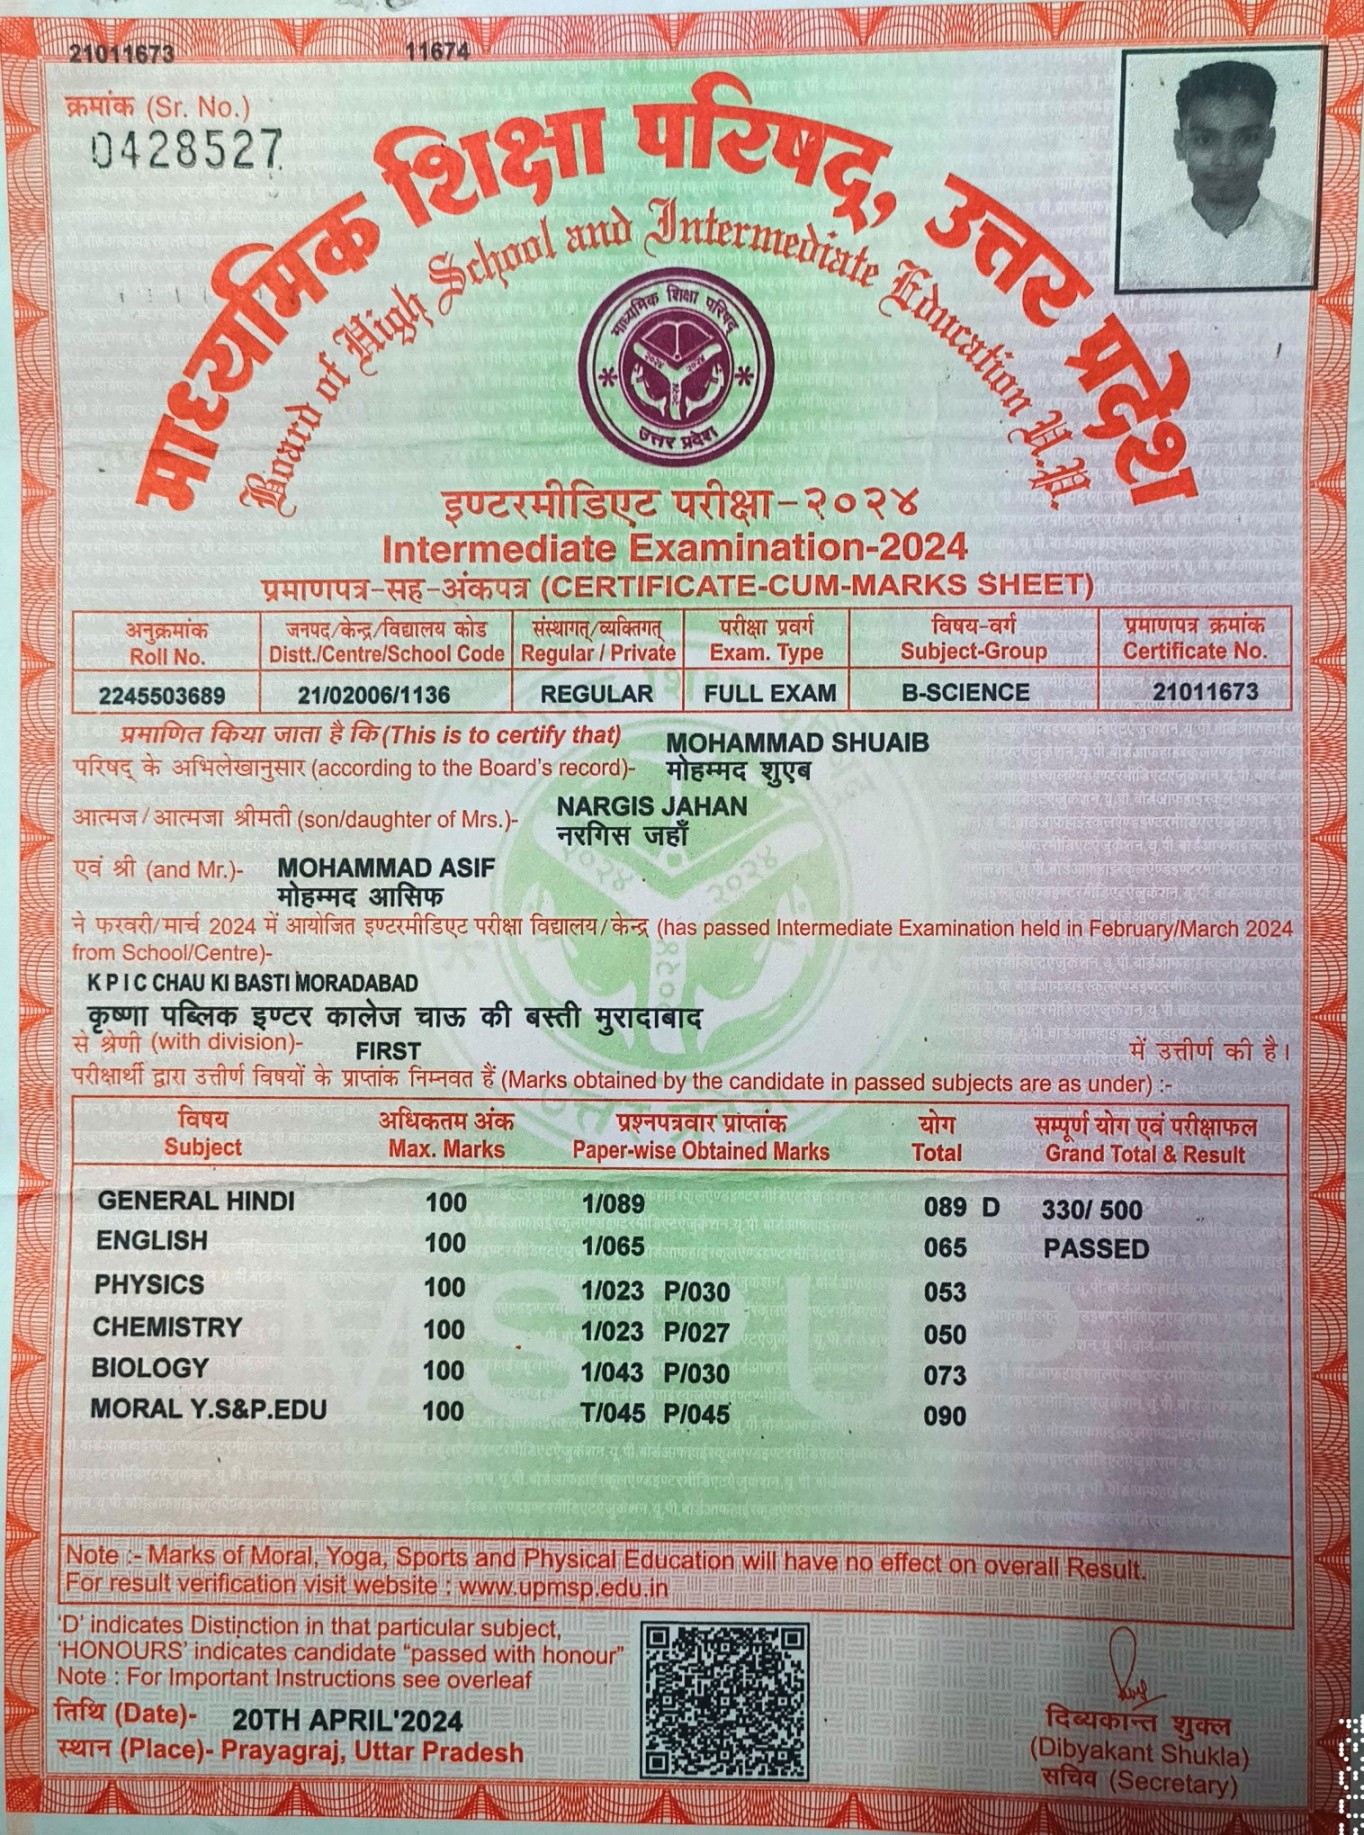 21011673 11674
क्रमांक (Sr. No.)
0428527
माध्यमिक शिक्षा परिषद्, उत्तर प्रदेश
Board of High School and Intermediate Education U.P.
माध्यमिक शिक्षा परिषद
२०२४ २०२४
२०२४
उत्तर प्रदेश
इण्टरमीडिएट परीक्षा-२०२४
Intermediate Examination-2024
प्रमाणपत्र-सह-अंकपत्र (CERTIFICATE-CUM-MARKS SHEET)
अनुक्रमांक जनपद/केन्द्र/विद्यालय कोड संस्थागत्/व्यक्तिगत् परीक्षा प्रवर्ग विषय-वर्ग प्रमाणपत्र क्रमांक
Roll No. Distt./Centre/School Code Regular / Private Exam. Type Subject-Group Certificate No.
2245503689 21/02006/1136 REGULAR FULL EXAM B-SCIENCE 21011673
प्रमाणित किया जाता है कि (This is to certify that) MOHAMMAD SHUAIB
परिषद् के अभिलेखानुसार (according to the Board's record)- मोहम्मद शुएब
NARGIS JAHAN
आत्मज/आत्मजा श्रीमती (son/daughter of Mrs.)- नरगिस जहाँ
एवं श्री (and Mr.)- MOHAMMAD ASIF
मोहम्मद आसिफ
ने फरवरी/मार्च 2024 में आयोजित इण्टरमीडिएट परीक्षा विद्यालय/केन्द्र (has passed Intermediate Examination held in February/March 2024
from School/Centre)-
K P I C CHAU KI BASTI MORADABAD
कृष्णा पब्लिक इण्टर कालेज चाऊ की बस्ती मुरादाबाद
से श्रेणी (with division)- FIRST में उत्तीर्ण की है।
परीक्षार्थी द्वारा उत्तीर्ण विषयों के प्राप्तांक निम्नवत हैं (Marks obtained by the candidate in passed subjects are as under) :-
विषय अधिकतम अंक प्रश्नपत्रवार प्राप्तांक योग सम्पूर्ण योग एवं परीक्षाफल
Subject Max. Marks Paper-wise Obtained Marks Total Grand Total & Result
GENERAL HINDI 100 1/089 089 D 330/ 500
ENGLISH 100 1/065 065 PASSED
PHYSICS 100 1/023 P/030 053
CHEMISTRY 100 1/023 P/027 050
BIOLOGY 100 1/043 P/030 073
MORAL Y.S&P.EDU 100 T/045 P/045 090
MSPUP
Note :- Marks of Moral, Yoga, Sports and Physical Education will have no effect on overall Result.
For result verification visit website : www.upmsp.edu.in
'D' indicates Distinction in that particular subject,
'HONOURS' indicates candidate "passed with honour"
Note : For Important Instructions see overleaf
तिथि (Date)- 20TH APRIL'2024
स्थान (Place)- Prayagraj, Uttar Pradesh
दिब्यकान्त शुक्ल
(Dibyakant Shukla)
सचिव (Secretary)